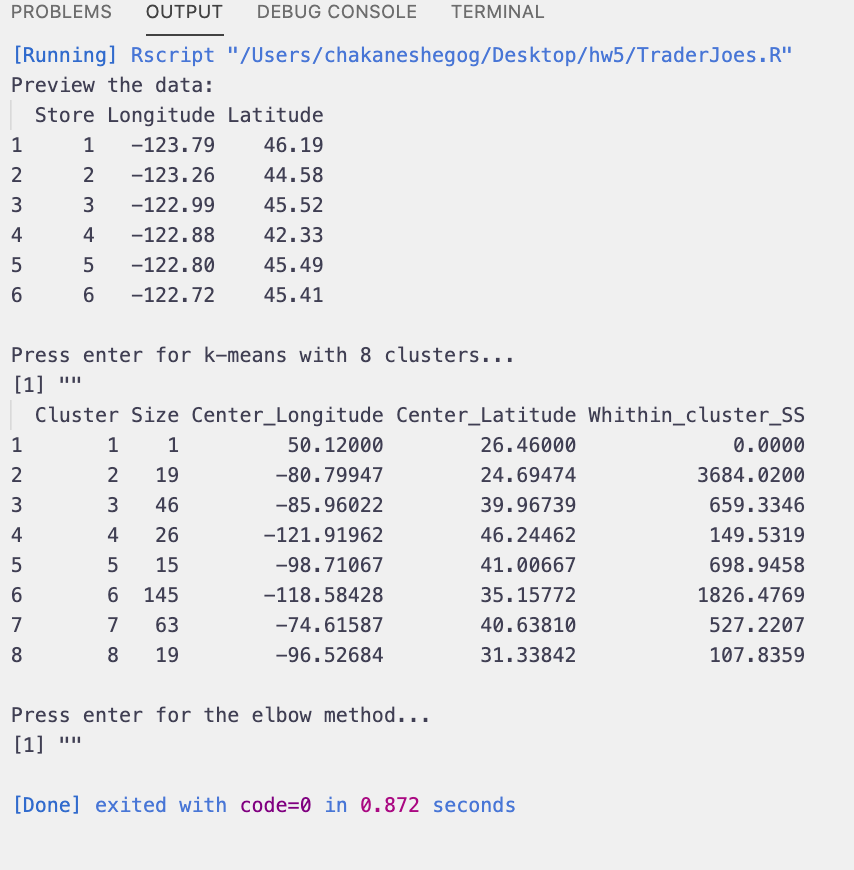 PROBLEMS OUTPUT DEBUG CONSOLE TERMINAL
[Running] Rscript "/Users/chakaneshegog/Desktop/hw5/TraderJoes.R"
Preview the data:
  Store Longitude Latitude
1     1   -123.79    46.19
2     2   -123.26    44.58
3     3   -122.99    45.52
4     4   -122.88    42.33
5     5   -122.80    45.49
6     6   -122.72    45.41
Press enter for k-means with 8 clusters...
[1] ""
  Cluster Size Center_Longitude Center_Latitude Whithin_cluster_SS
1       1    1         50.12000        26.46000             0.0000
2       2   19        -80.79947        24.69474          3684.0200
3       3   46        -85.96022        39.96739           659.3346
4       4   26       -121.91962        46.24462           149.5319
5       5   15        -98.71067        41.00667           698.9458
6       6  145       -118.58428        35.15772          1826.4769
7       7   63        -74.61587        40.63810           527.2207
8       8   19        -96.52684        31.33842           107.8359
Press enter for the elbow method...
[1] ""
[Done] exited with code=0 in 0.872 seconds